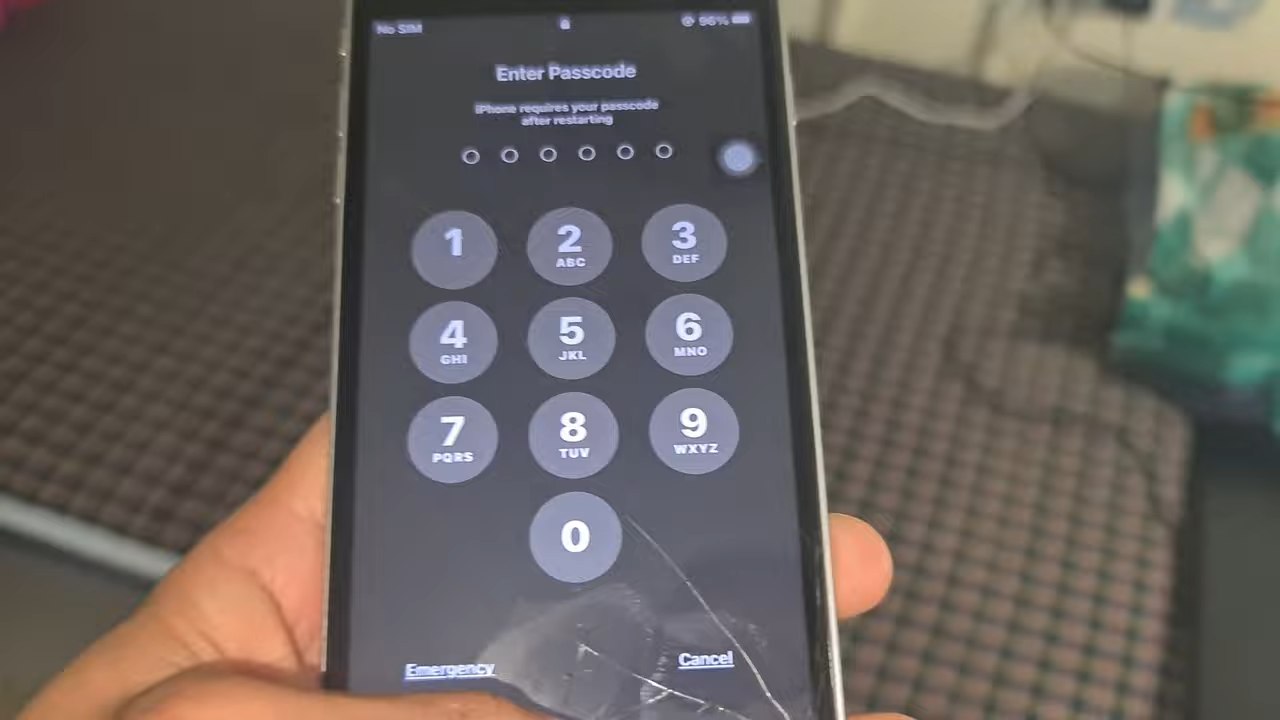 No SIM 96%
Enter Passcode
iPhone requires your passcode
after restarting
1 2 3
ABC DEF
4 5 6
GHI JKL MNO
7 8 9
PQRS TUV WXYZ
0
Emergency Cancel